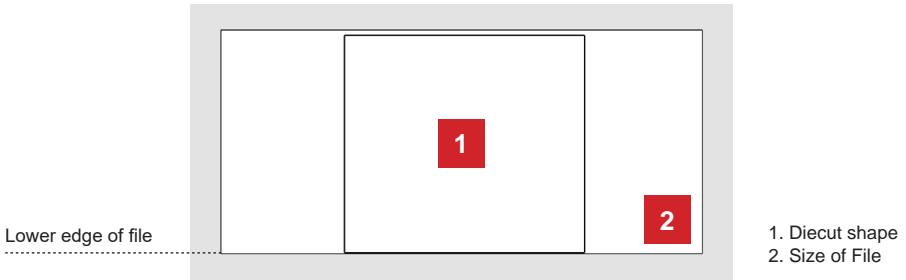 1
2
Lower edge of file
1. Diecut shape
2. Size of File